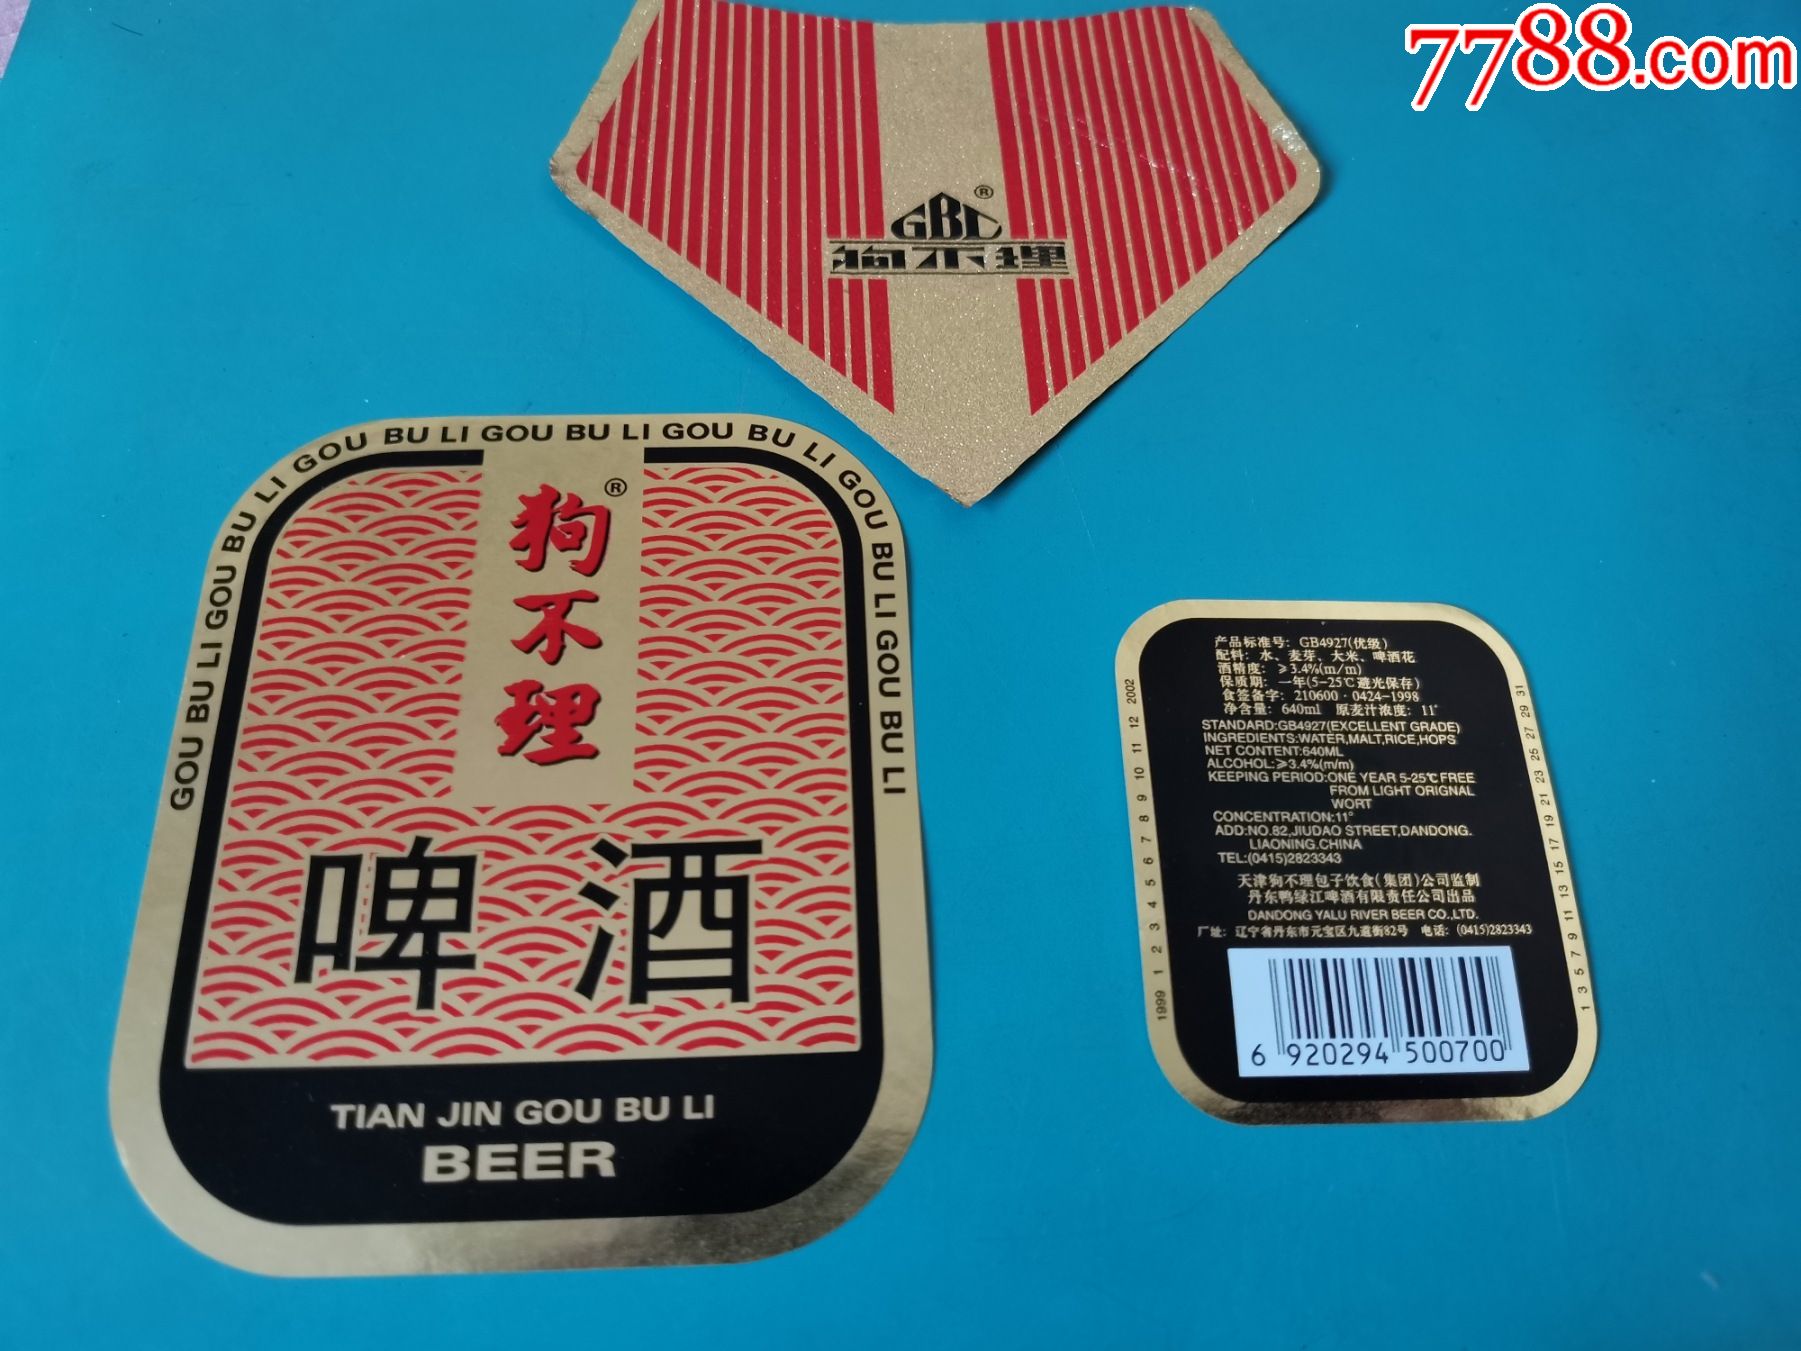 7788.com
GBL®
狗不理
GOU BU LI GOU BU LI GOU BU LI GOU BU LI GOU BU LI GOU BU LI GOU BU LI GOU BU LI GOU BU LI
狗不理®
啤酒
TIAN JIN GOU BU LI
BEER
产品标准号: GB4927(优级)
配料: 水、麦芽、大米、啤酒花
酒精度: ≥3.4%(m/m)
保质期: 一年(5-25℃避光保存)
食签备字: 210600·0424-1998
净含量: 640ml 原麦汁浓度: 11°
STANDARD:GB4927(EXCELLENT GRADE)
INGREDIENTS:WATER,MALT,RICE,HOPS
NET CONTENT:640ML
ALCOHOL:≥3.4%(m/m)
KEEPING PERIOD:ONE YEAR 5-25℃ FREE
FROM LIGHT ORIGNAL
WORT
CONCENTRATION:11°
ADD:NO.82,JIUDAO STREET,DANDONG.
LIAONING.CHINA
TEL:(0415)2823343
天津狗不理包子饮食(集团)公司监制
丹东鸭绿江啤酒有限责任公司出品
DANDONG YALU RIVER BEER CO.,LTD.
厂址: 辽宁省丹东市元宝区九道街82号 电话: (0415)2823343
6 920294 500700
1999 1 2 3 4 5 6 7 8 9 10 11 12 2002
1 3 5 7 9 11 13 15 17 19 21 23 25 27 29 31